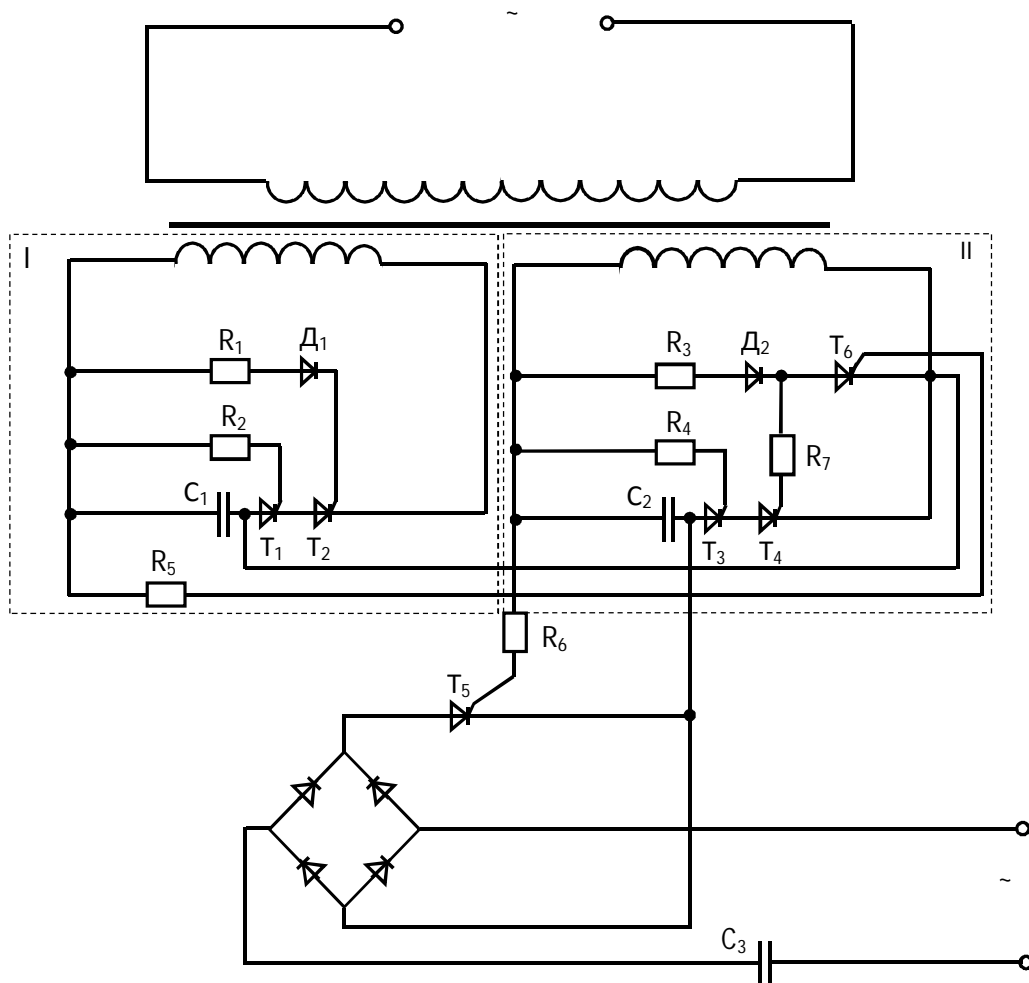 ~
I
II
R₁
Д₁
R₃
Д₂
T₆
R₂
R₄
R₇
C₁
C₂
T₁
T₂
T₃
T₄
R₅
R₆
T₅
~
C₃